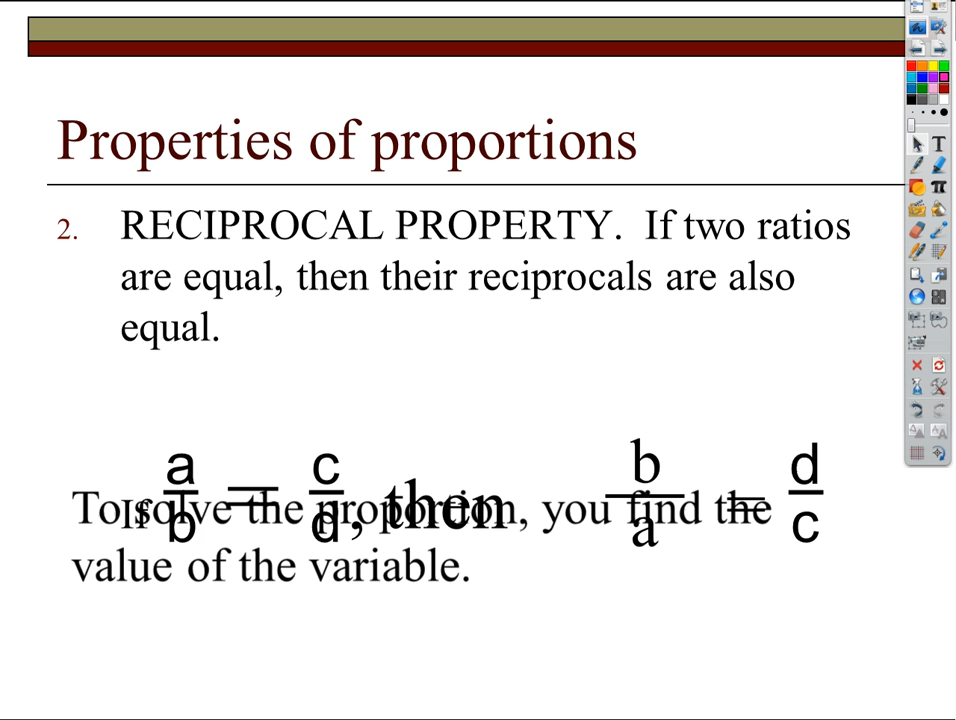 Properties of proportions
2. RECIPROCAL PROPERTY. If two ratios
are equal, then their reciprocals are also
equal.
If a/b = c/d, then b/a = d/c
To solve the proportion, you find the
value of the variable.
T
π